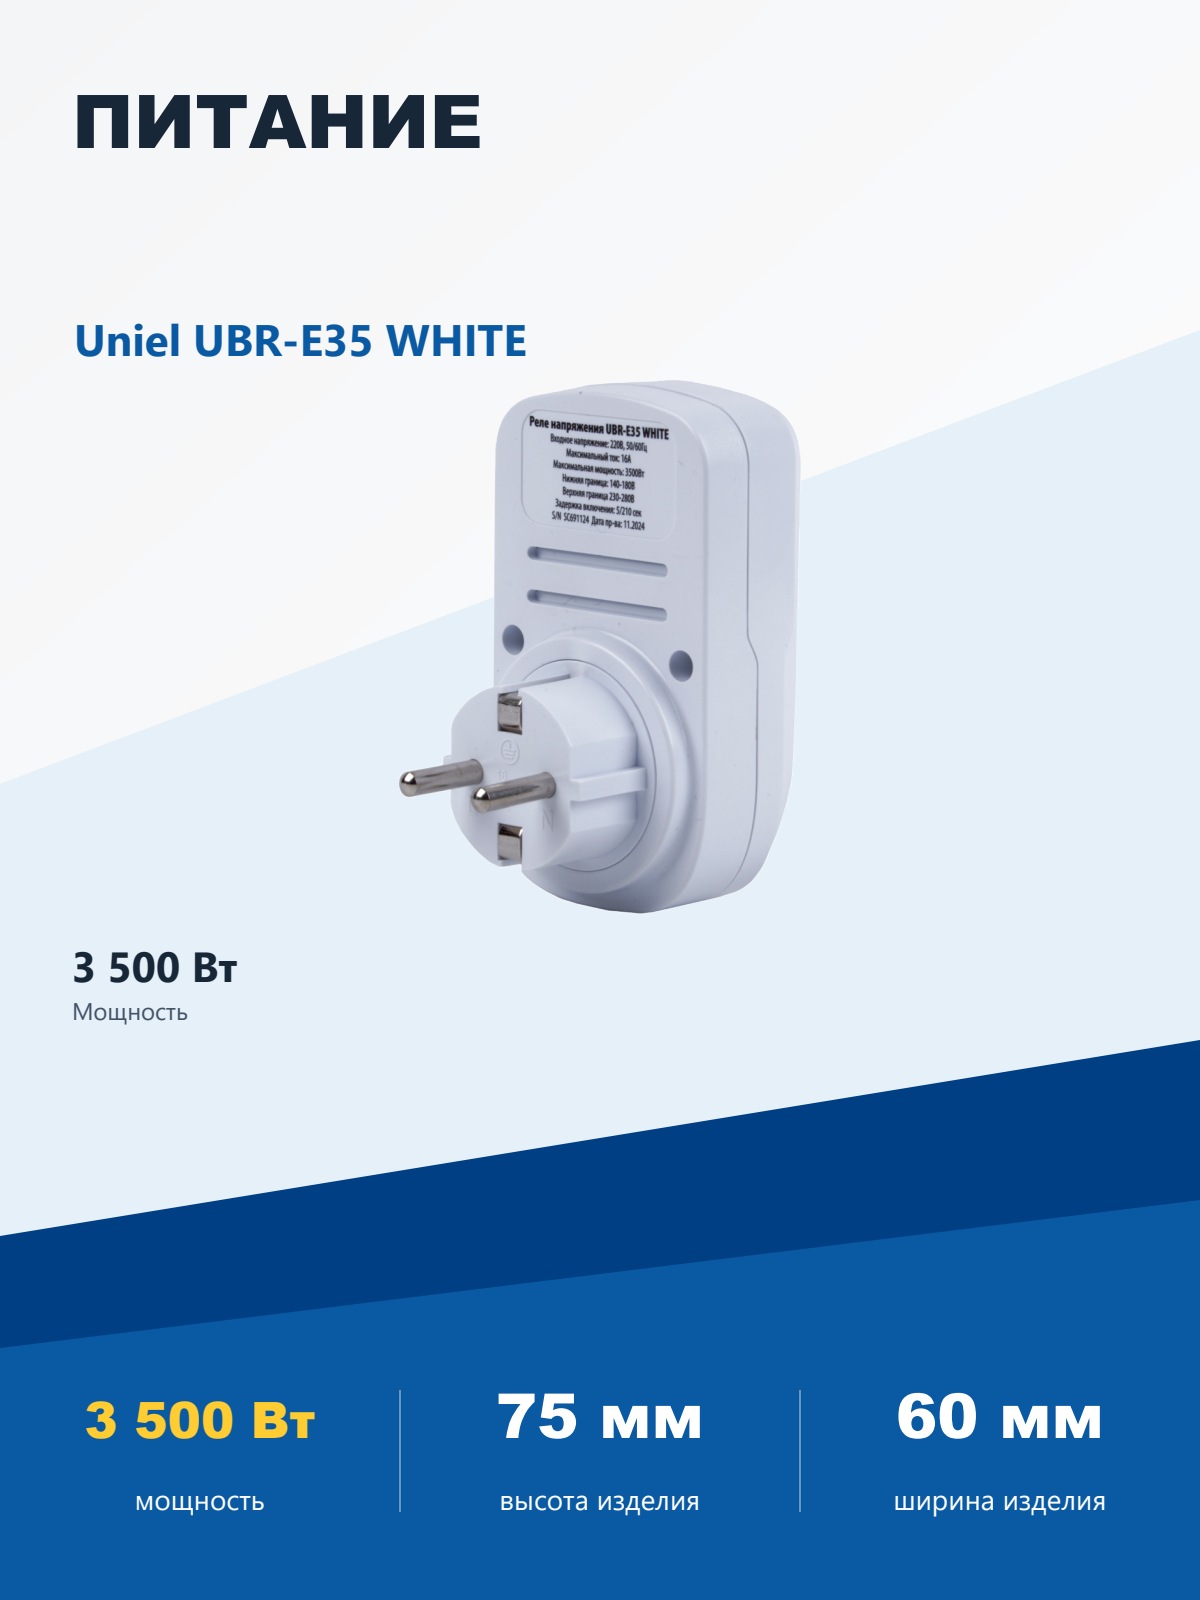 ПИТАНИЕ
Uniel UBR-E35 WHITE
Реле напряжения UBR-E35 WHITE
Входное напряжение: 220В, 50/60Гц
Максимальный ток: 16А
Максимальная мощность: 3500Вт
Нижняя граница: 140-180В
Верхняя граница 230-280В
Задержка включения: 5/210 сек
S/N SC691124 Дата пр-ва: 11.2024
N
3 500 Вт
Мощность
3 500 Вт
мощность
75 мм
высота изделия
60 мм
ширина изделия